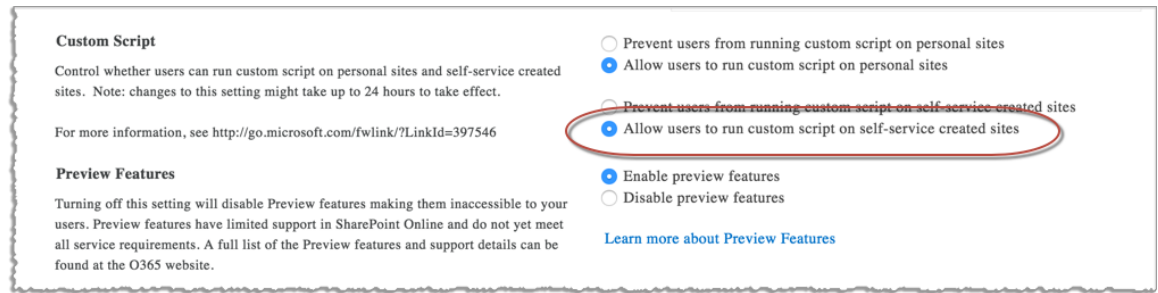 Custom Script
Control whether users can run custom script on personal sites and self-service created
sites. Note: changes to this setting might take up to 24 hours to take effect.
For more information, see http://go.microsoft.com/fwlink/?LinkId=397546
Prevent users from running custom script on personal sites
Allow users to run custom script on personal sites
Prevent users from running custom script on self-service created sites
Allow users to run custom script on self-service created sites
Preview Features
Turning off this setting will disable Preview features making them inaccessible to your
users. Preview features have limited support in SharePoint Online and do not yet meet
all service requirements. A full list of the Preview features and support details can be
found at the O365 website.
Enable preview features
Disable preview features
Learn more about Preview Features